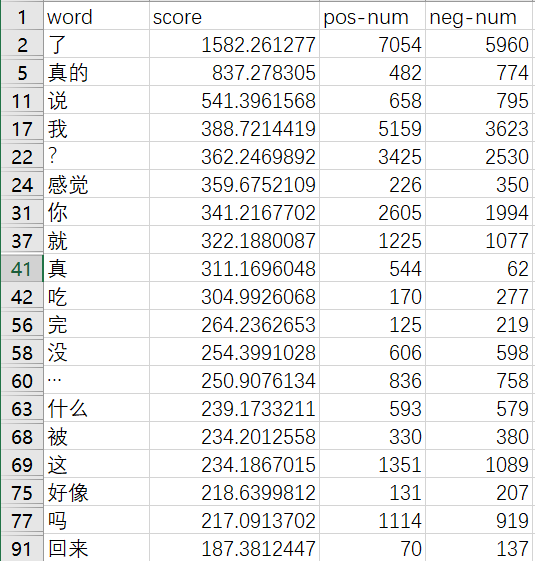 1 word score pos-num neg-num
2 了 1582.261277 7054 5960
5 真的 837.278305 482 774
11 说 541.3961568 658 795
17 我 388.7214419 5159 3623
22 ? 362.2469892 3425 2530
24 感觉 359.6752109 226 350
31 你 341.2167702 2605 1994
37 就 322.1880087 1225 1077
41 真 311.1696048 544 62
42 吃 304.9926068 170 277
56 完 264.2362653 125 219
58 没 254.3991028 606 598
60 … 250.9076134 836 758
63 什么 239.1733211 593 579
68 被 234.2012558 330 380
69 这 234.1867015 1351 1089
75 好像 218.6399812 131 207
77 吗 217.0913702 1114 919
91 回来 187.3812447 70 137